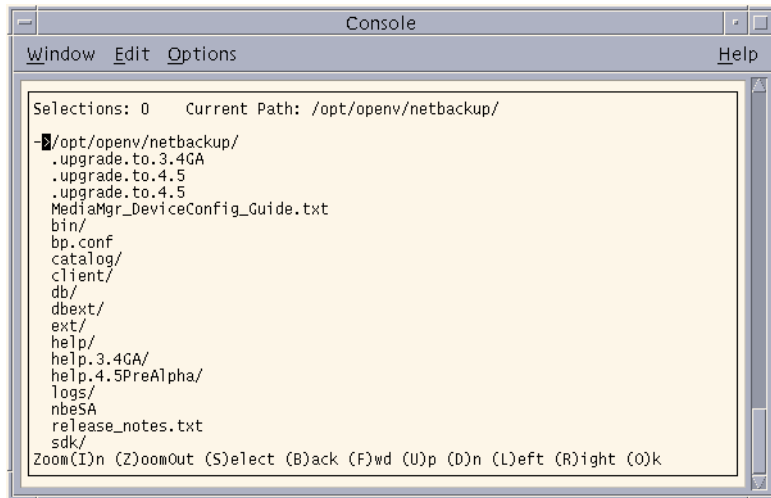 Console
Window Edit Options Help
Selections: 0 Current Path: /opt/openv/netbackup/
->/opt/openv/netbackup/
.upgrade.to.3.4GA
.upgrade.to.4.5
.upgrade.to.4.5
MediaMgr_DeviceConfig_Guide.txt
bin/
bp.conf
catalog/
client/
db/
dbext/
ext/
help/
help.3.4GA/
help.4.5PreAlpha/
logs/
nbeSA
release_notes.txt
sdk/
Zoom(I)n (Z)oomOut (S)elect (B)ack (F)wd (U)p (D)n (L)eft (R)ight (O)k